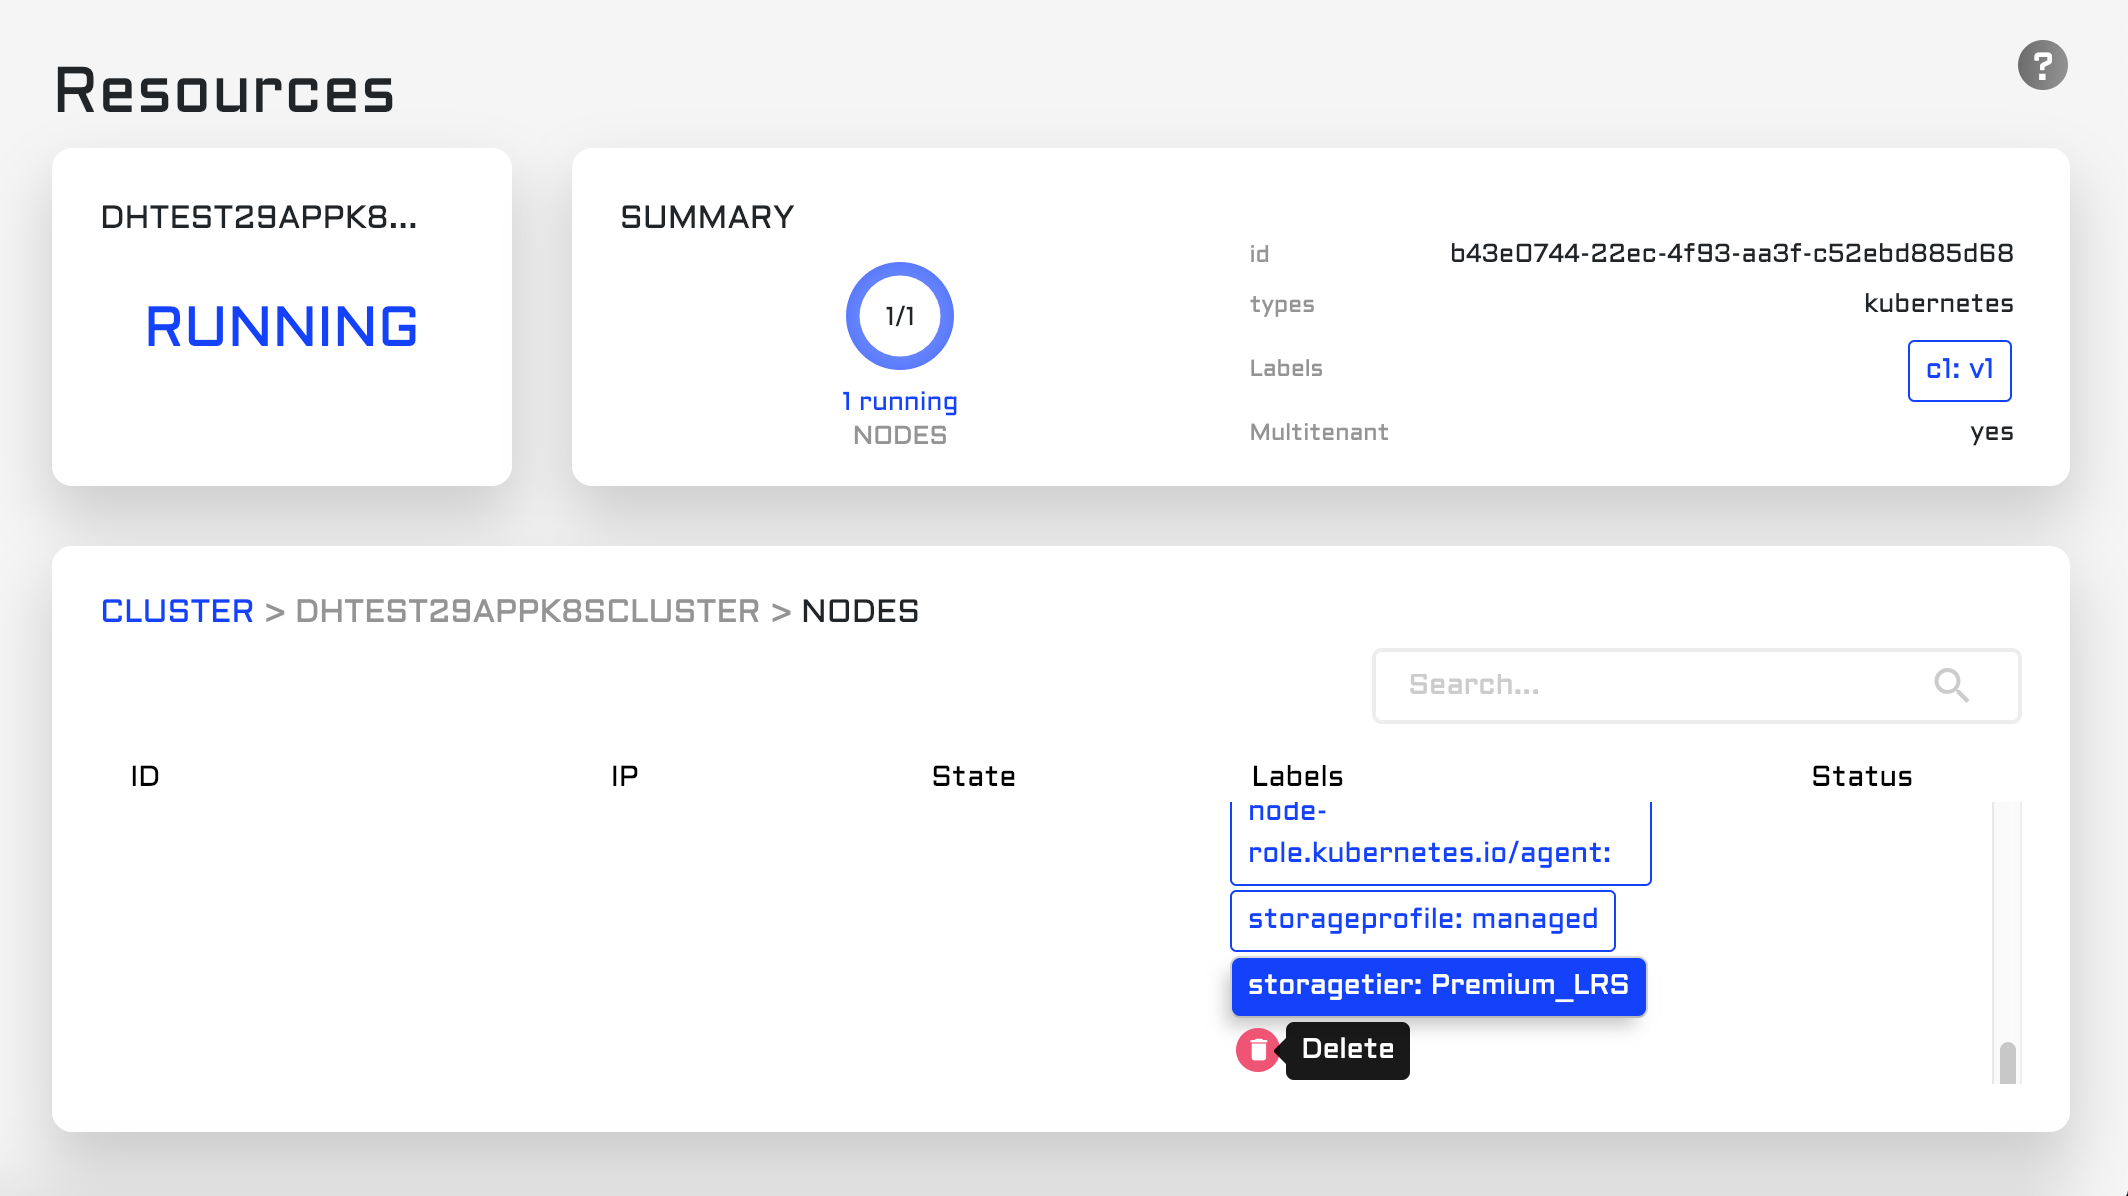 Resources
?
DHTEST29APPK8...
RUNNING
SUMMARY
1/1
1 running
NODES
id b43e0744-22ec-4f93-aa3f-c52ebd885d68
types kubernetes
Labels c1: v1
Multitenant yes
CLUSTER > DHTEST29APPK8SCLUSTER > NODES
Search...
ID IP State Labels Status
node-
role.kubernetes.io/agent:
storageprofile: managed
storagetier: Premium_LRS
Delete